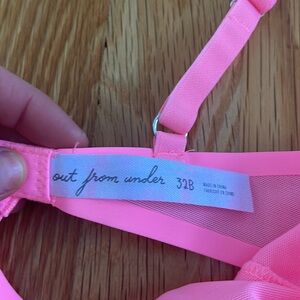 out from under 32B
MADE IN CHINA
FABRIQUÉ EN CHINE